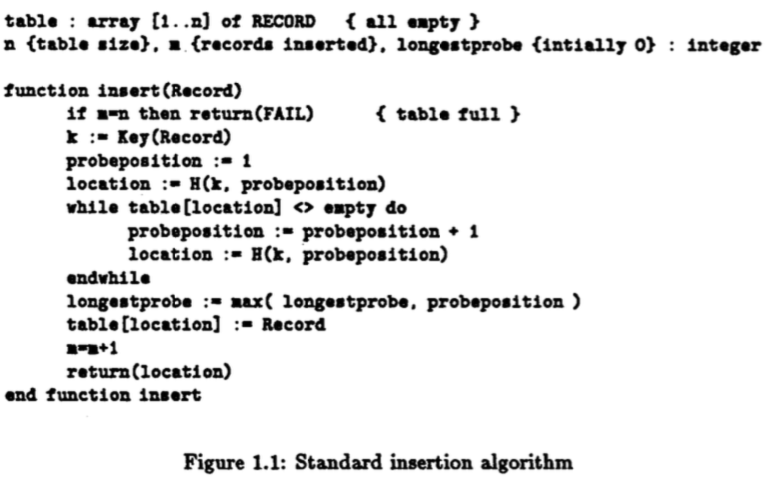 table : array [1..n] of RECORD { all empty }
n {table size}, m {records inserted}, longestprobe {intially 0} : integer
function insert(Record)
if m=n then return(FAIL) { table full }
k := Key(Record)
probeposition := 1
location := H(k, probeposition)
while table[location] <> empty do
probeposition := probeposition + 1
location := H(k, probeposition)
endwhile
longestprobe := max( longestprobe, probeposition )
table[location] := Record
m=m+1
return(location)
end function insert
Figure 1.1: Standard insertion algorithm